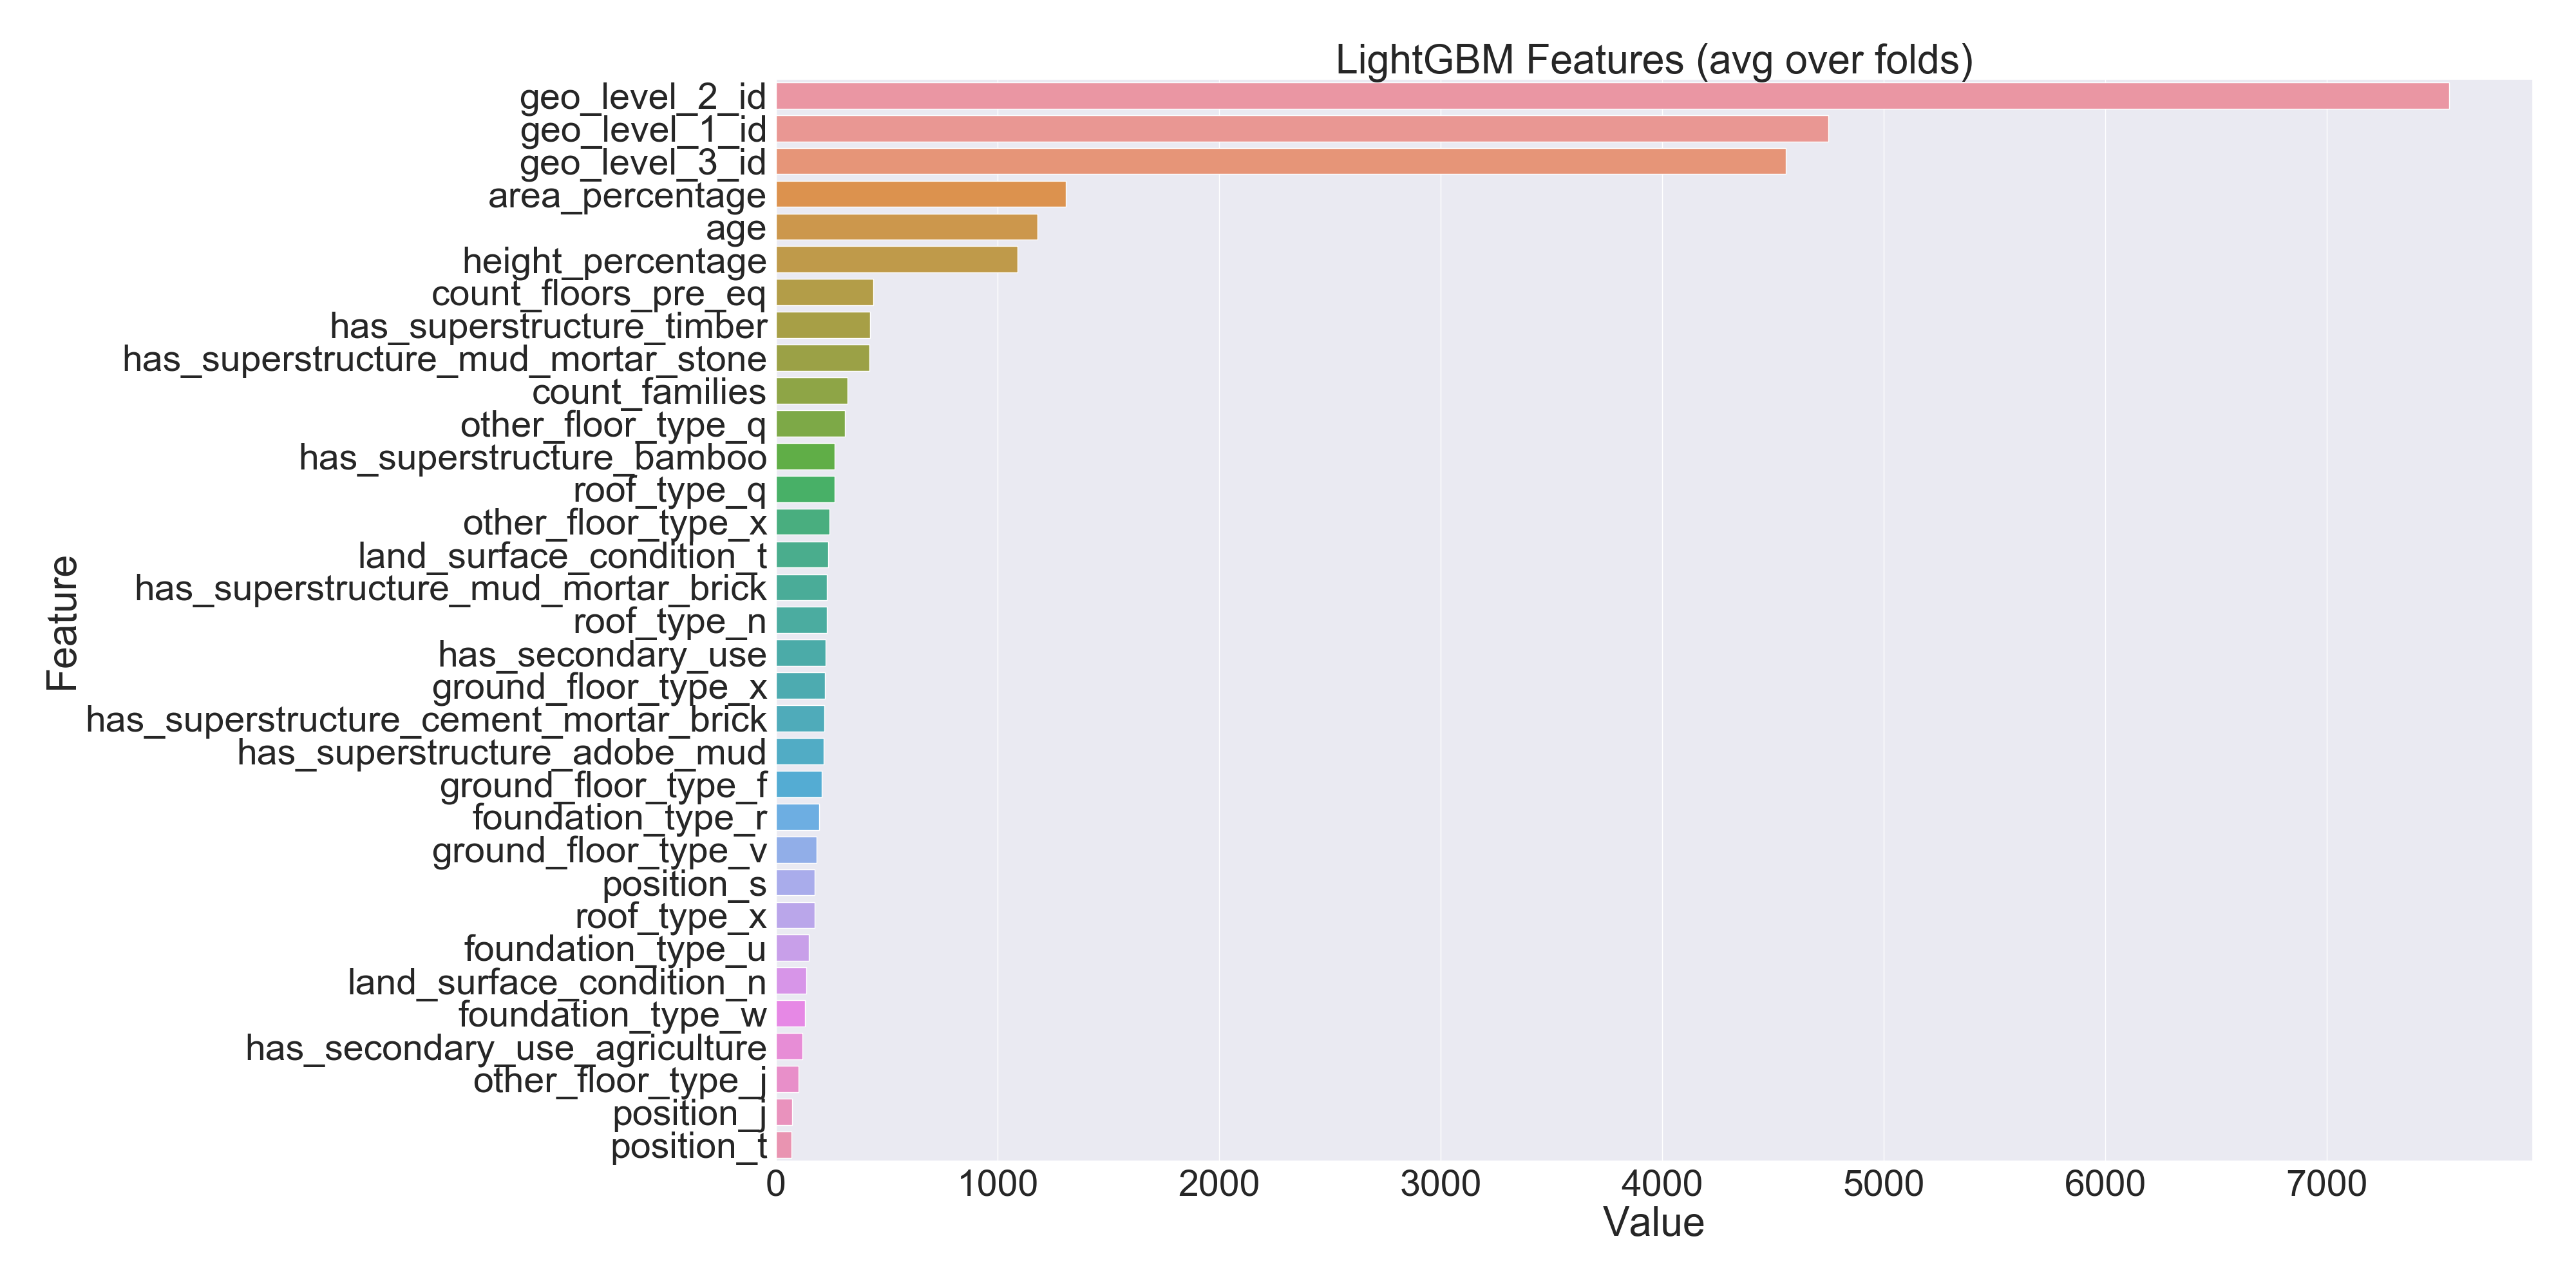 LightGBM Features (avg over folds)
geo_level_2_id
geo_level_1_id
geo_level_3_id
area_percentage
age
height_percentage
count_floors_pre_eq
has_superstructure_timber
has_superstructure_mud_mortar_stone
count_families
other_floor_type_q
has_superstructure_bamboo
roof_type_q
other_floor_type_x
land_surface_condition_t
has_superstructure_mud_mortar_brick
roof_type_n
has_secondary_use
ground_floor_type_x
has_superstructure_cement_mortar_brick
has_superstructure_adobe_mud
ground_floor_type_f
foundation_type_r
ground_floor_type_v
position_s
roof_type_x
foundation_type_u
land_surface_condition_n
foundation_type_w
has_secondary_use_agriculture
other_floor_type_j
position_j
position_t
Feature
0 1000 2000 3000 4000 5000 6000 7000
Value